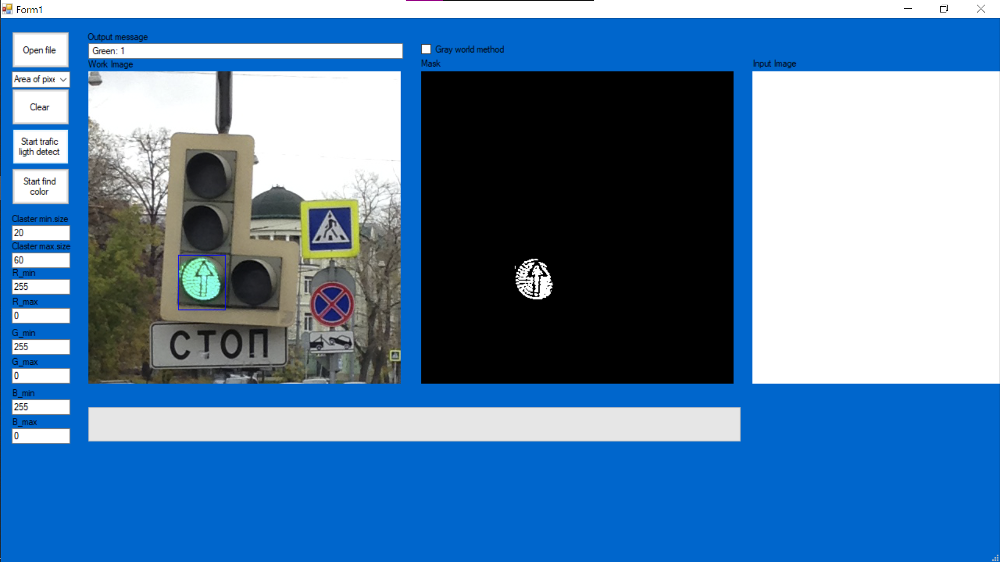 Form1
Open file
Area of pixe
Clear
Start trafic
ligth detect
Start find
color
Claster min.size
20
Claster max.size
60
R_min
255
R_max
0
G_min
255
G_max
0
B_min
255
B_max
0
Output message
Green: 1
Work Image
СТОП
Gray world method
Mask
Input Image